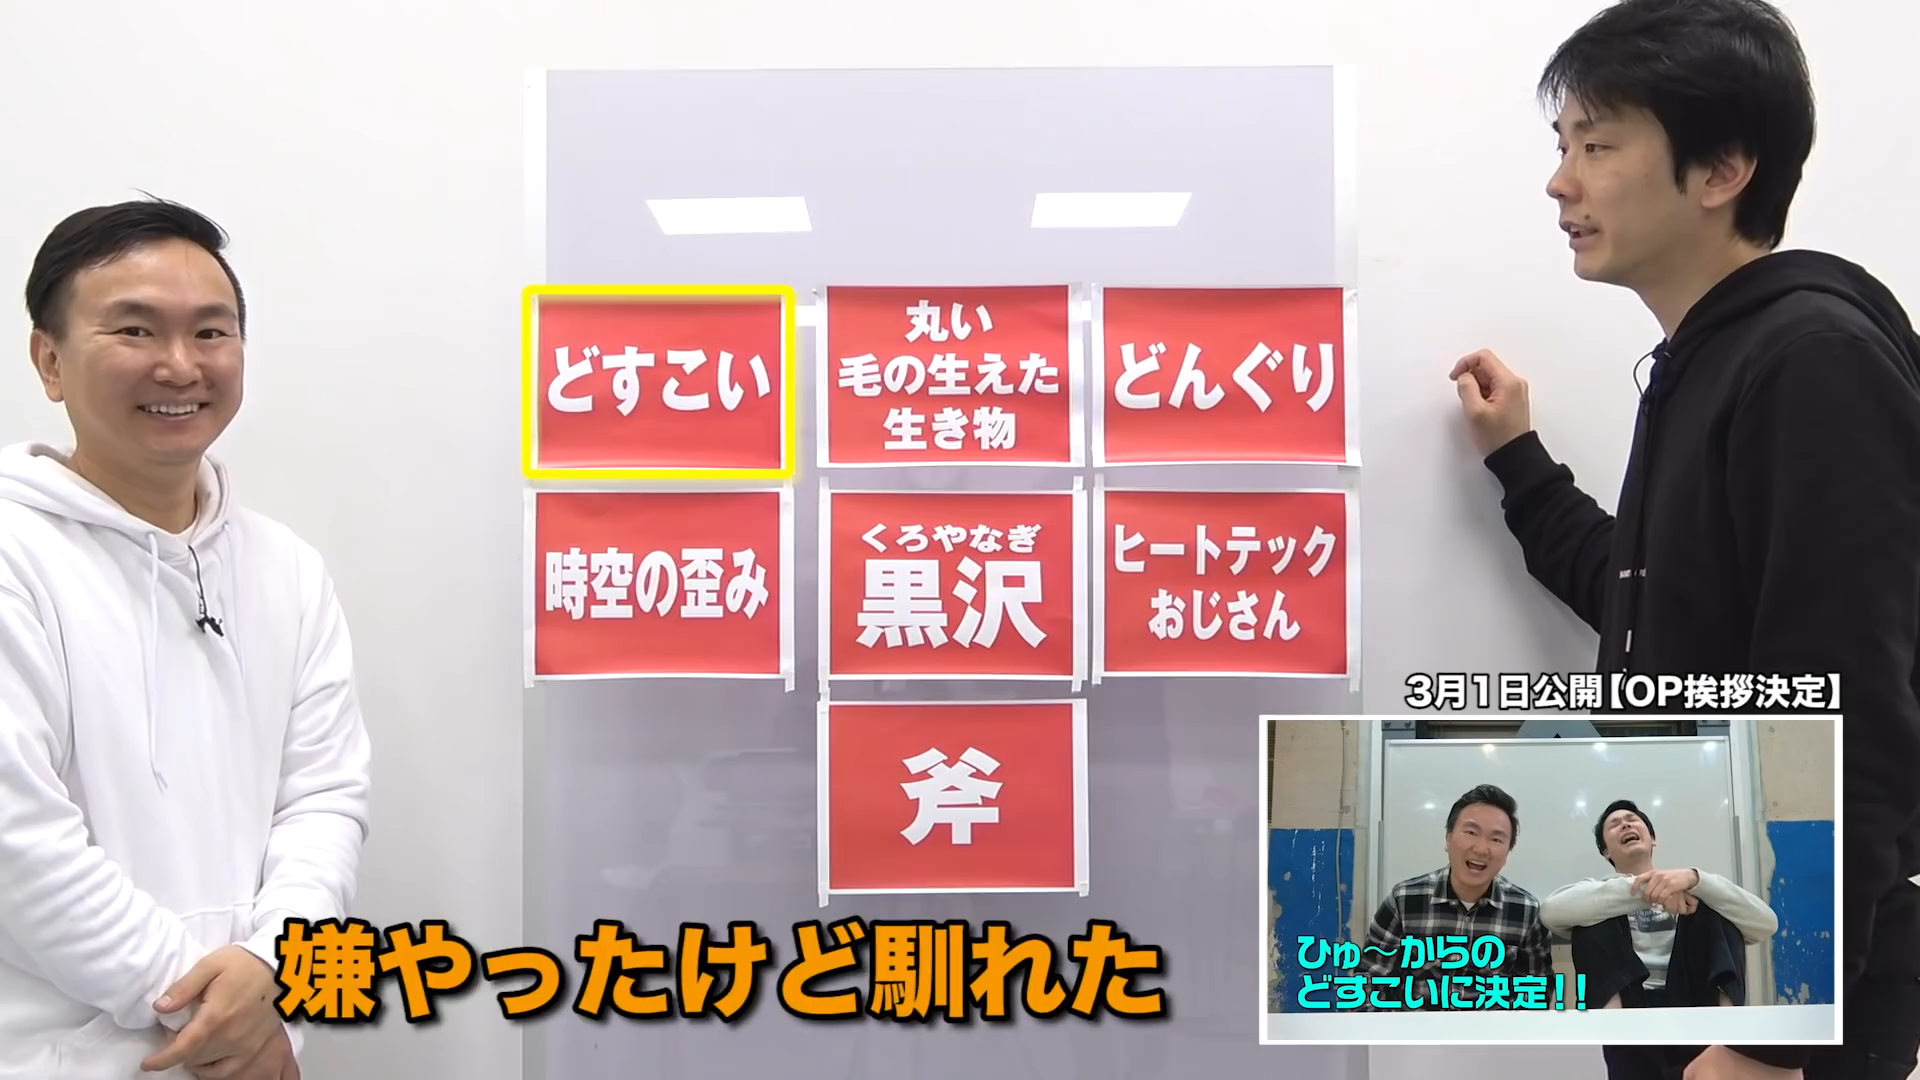 どすこい
丸い
毛の生えた
生き物
どんぐり
時空の歪み
くろやなぎ
黒沢
ヒートテック
おじさん
斧
3月1日公開【OP挨拶決定】
ひゅ～からの
どすこいに決定！！
嫌やったけど馴れた